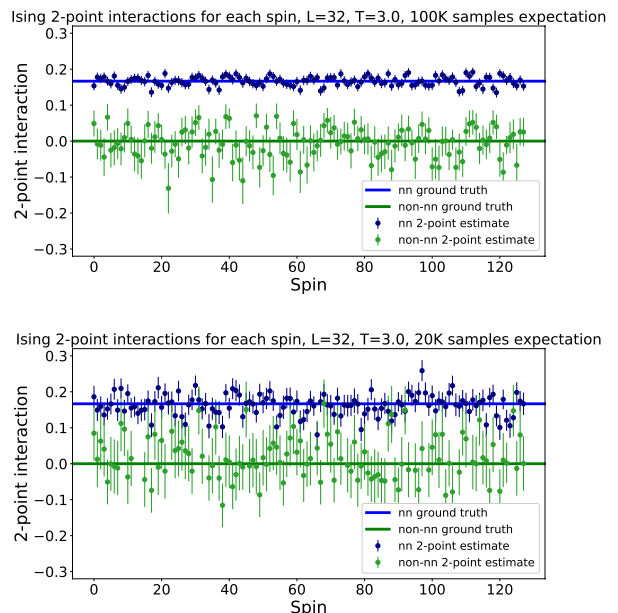 Ising 2-point interactions for each spin, L=32, T=3.0, 100K samples expectation
0.3
0.2
0.1
0.0
−0.1
−0.2
−0.3
2-point interaction
nn ground truth
non-nn ground truth
nn 2-point estimate
non-nn 2-point estimate
0 20 40 60 80 100 120
Spin
Ising 2-point interactions for each spin, L=32, T=3.0, 20K samples expectation
0.3
0.2
0.1
0.0
−0.1
−0.2
−0.3
2-point interaction
nn ground truth
non-nn ground truth
nn 2-point estimate
non-nn 2-point estimate
0 20 40 60 80 100 120
Spin